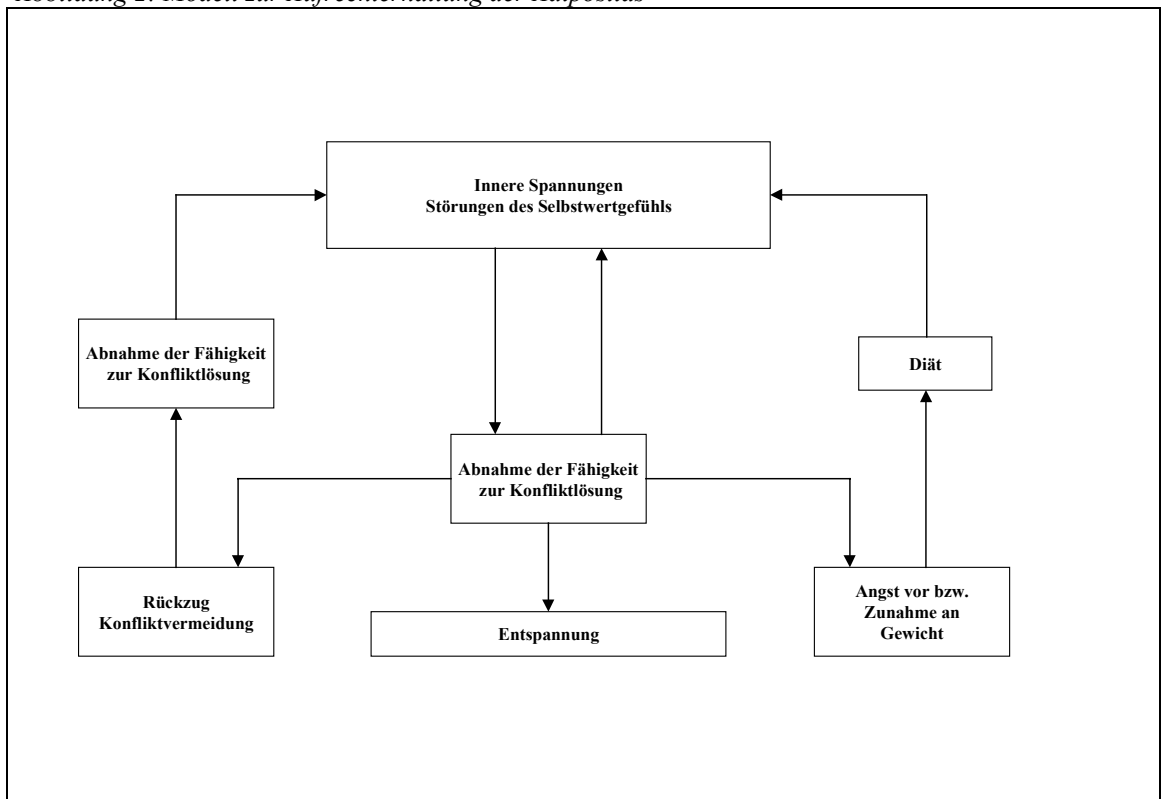 Innere Spannungen
Störungen des Selbstwertgefühls
Abnahme der Fähigkeit
zur Konfliktlösung
Diät
Abnahme der Fähigkeit
zur Konfliktlösung
Rückzug
Konfliktvermeidung
Entspannung
Angst vor bzw.
Zunahme an
Gewicht